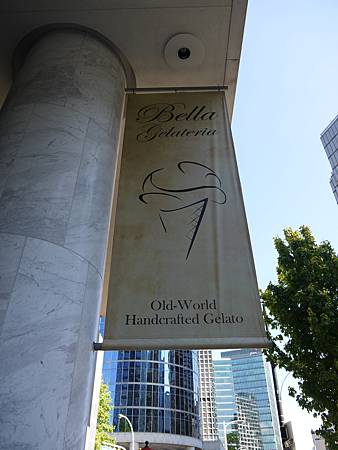 Bella
Gelateria
Old-World
Handcrafted Gelato